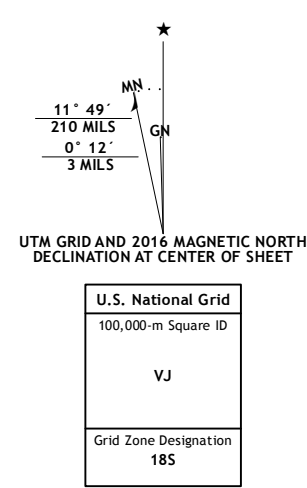 ★
MN
11° 49´
210 MILS
GN
0° 12´
3 MILS
UTM GRID AND 2016 MAGNETIC NORTH
DECLINATION AT CENTER OF SHEET
U.S. National Grid
100,000-m Square ID
VJ
Grid Zone Designation
18S